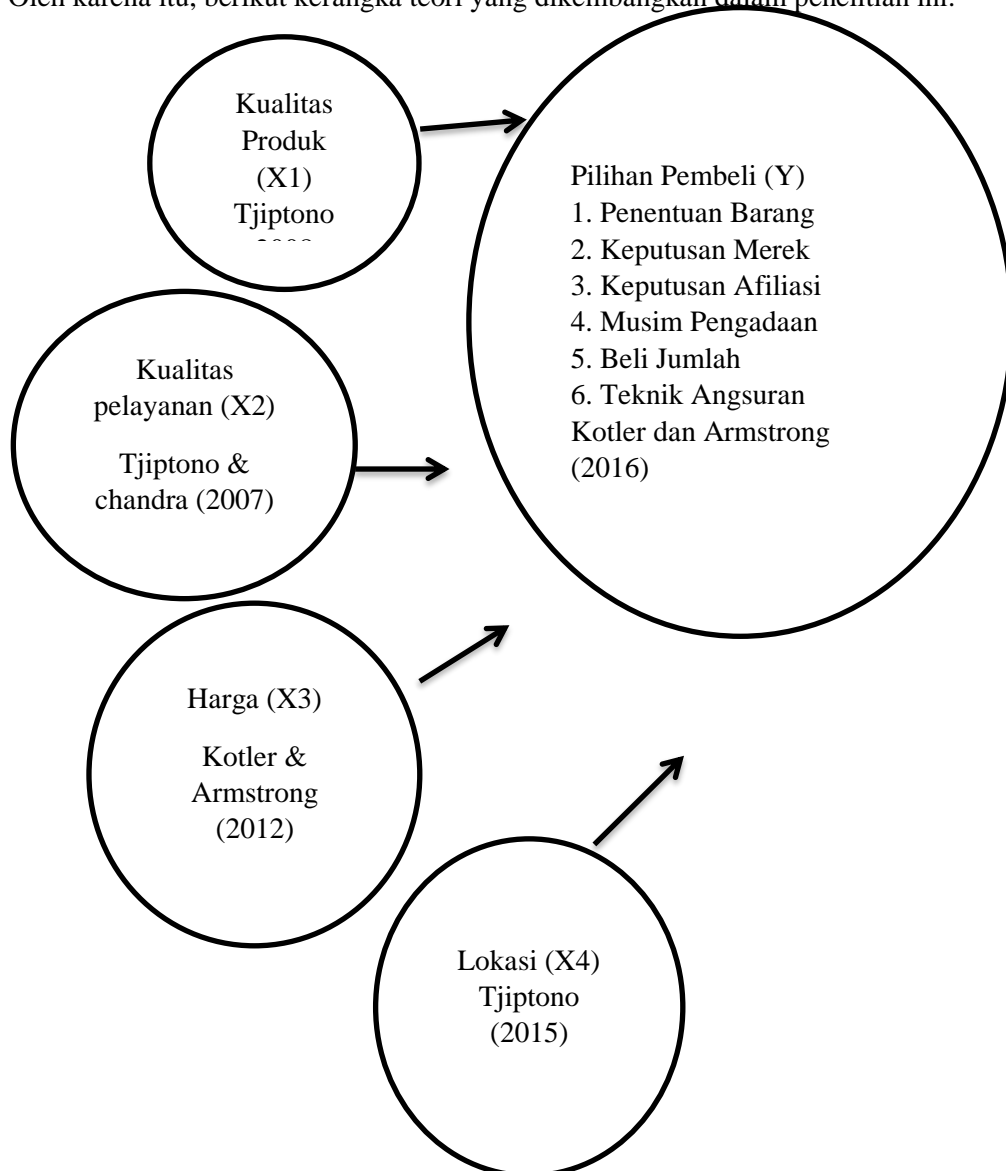 Oleh karena itu, berikut kerangka teori yang dikembangkan dalam penelitian ini:
Kualitas
Produk
(X1)
Tjiptono
Pilihan Pembeli (Y)
1. Penentuan Barang
2. Keputusan Merek
3. Keputusan Afiliasi
4. Musim Pengadaan
5. Beli Jumlah
6. Teknik Angsuran
Kotler dan Armstrong
(2016)
Kualitas
pelayanan (X2)
Tjiptono &
chandra (2007)
Harga (X3)
Kotler &
Armstrong
(2012)
Lokasi (X4)
Tjiptono
(2015)